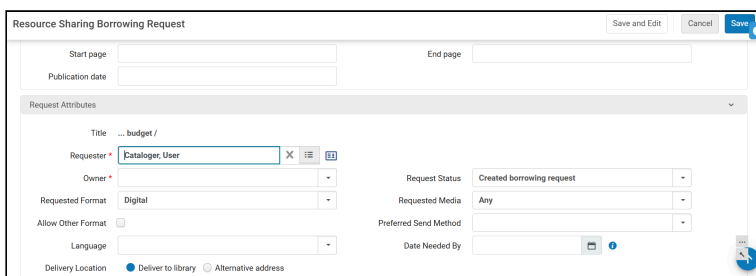 Resource Sharing Borrowing Request Save and Edit Cancel Save
Start page End page
Publication date
Request Attributes
Title ... budget /
Requester * Cataloger, User
Owner * Request Status Created borrowing request
Requested Format Digital Requested Media Any
Allow Other Format Preferred Send Method
Language Date Needed By
Delivery Location Deliver to library Alternative address